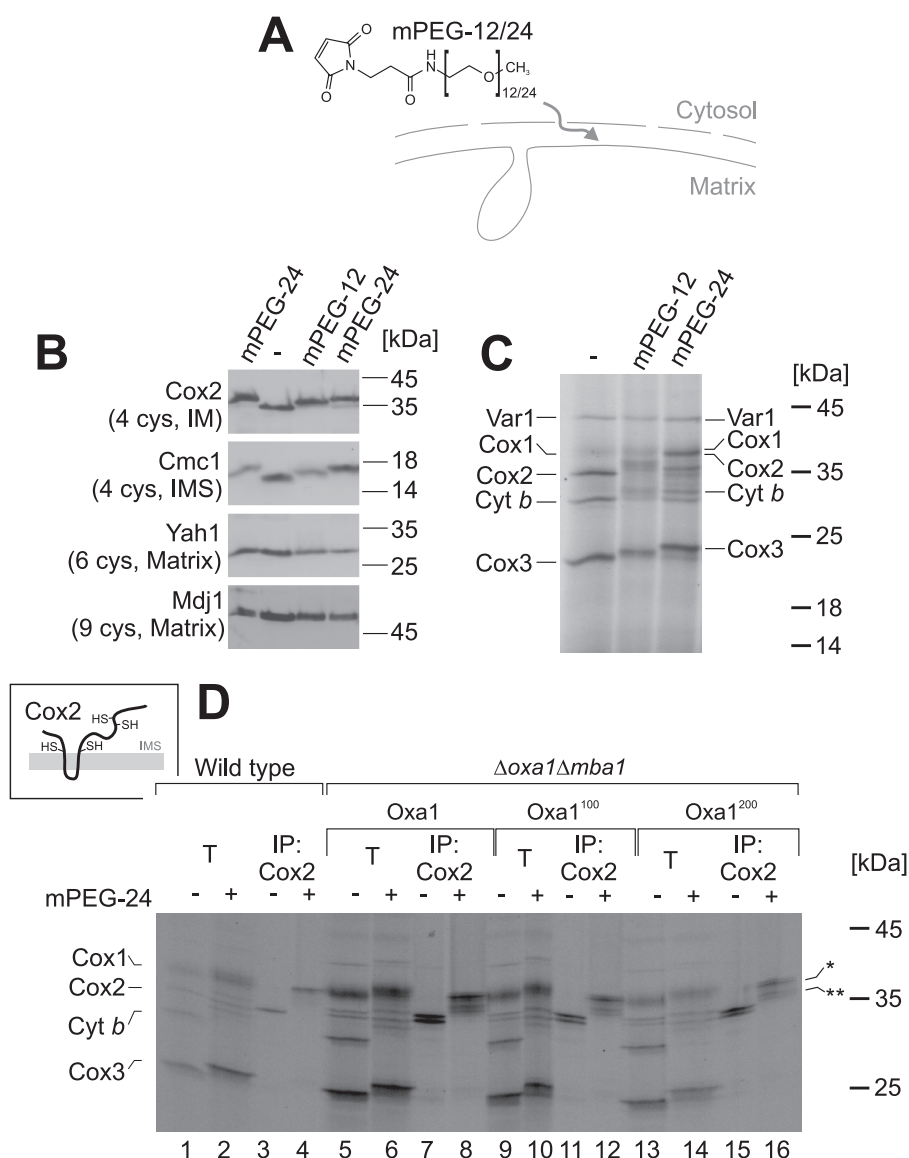 A
mPEG-12/24
O
N
O
H
N
O
O
CH₃
12/24
Cytosol
Matrix
B
mPEG-24
-
mPEG-12
mPEG-24
[kDa]
Cox2
(4 cys, IM)
45
35
Cmc1
(4 cys, IMS)
18
14
Yah1
(6 cys, Matrix)
35
25
Mdj1
(9 cys, Matrix)
45
C
-
mPEG-12
mPEG-24
[kDa]
Var1
Cox1
Cox2
Cyt b
Cox3
Var1
Cox1
Cox2
Cyt b
Cox3
45
35
25
18
14
Cox2
HS
SH
HS
SH
IMS
D
Wild type
Δoxa1Δmba1
Oxa1
Oxa1¹⁰⁰
Oxa1²⁰⁰
T
IP:
Cox2
T
IP:
Cox2
T
IP:
Cox2
T
IP:
Cox2
[kDa]
mPEG-24 - + - + - + - + - + - + - + - +
Cox1
Cox2
Cyt b
Cox3
*
**
45
35
25
1 2 3 4 5 6 7 8 9 10 11 12 13 14 15 16